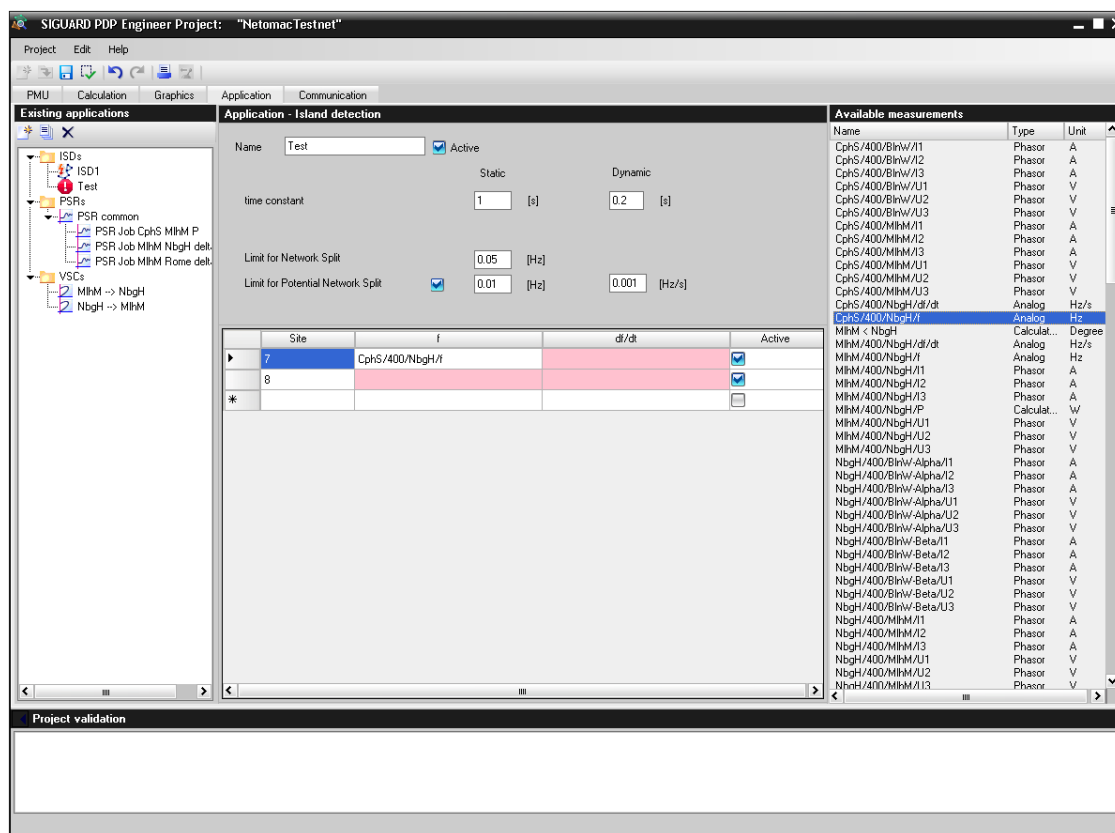 SIGUARD PDP Engineer Project: "NetomacTestnet"
Project Edit Help
PMU Calculation Graphics Application Communication
Existing applications
ISDs
ISD1
Test
PSRs
PSR common
PSR Job CphS MlhM P
PSR Job MlhM NbgH delt
PSR Job MlhM Rome delt
VSCs
MlhM --> NbgH
NbgH --> MlhM
Application - Island detection
Name Test Active
Static Dynamic
time constant 1 [s] 0.2 [s]
Limit for Network Split 0.05 [Hz]
Limit for Potential Network Split 0.01 [Hz] 0.001 [Hz/s]
Site f df/dt Active
7 CphS/400/NbgH/f
8
Available measurements
Name Type Unit
CphS/400/BlnW/I1 Phasor A
CphS/400/BlnW/I2 Phasor A
CphS/400/BlnW/I3 Phasor A
CphS/400/BlnW/U1 Phasor V
CphS/400/BlnW/U2 Phasor V
CphS/400/BlnW/U3 Phasor V
CphS/400/MlhM/I1 Phasor A
CphS/400/MlhM/I2 Phasor A
CphS/400/MlhM/I3 Phasor A
CphS/400/MlhM/U1 Phasor V
CphS/400/MlhM/U2 Phasor V
CphS/400/MlhM/U3 Phasor V
CphS/400/NbgH/df/dt Analog Hz/s
CphS/400/NbgH/f Analog Hz
MlhM < NbgH Calculat... Degree
MlhM/400/NbgH/df/dt Analog Hz/s
MlhM/400/NbgH/f Analog Hz
MlhM/400/NbgH/I1 Phasor A
MlhM/400/NbgH/I2 Phasor A
MlhM/400/NbgH/I3 Phasor A
MlhM/400/NbgH/P Calculat... W
MlhM/400/NbgH/U1 Phasor V
MlhM/400/NbgH/U2 Phasor V
MlhM/400/NbgH/U3 Phasor V
NbgH/400/BlnW-Alpha/I1 Phasor A
NbgH/400/BlnW-Alpha/I2 Phasor A
NbgH/400/BlnW-Alpha/I3 Phasor A
NbgH/400/BlnW-Alpha/U1 Phasor V
NbgH/400/BlnW-Alpha/U2 Phasor V
NbgH/400/BlnW-Alpha/U3 Phasor V
NbgH/400/BlnW-Beta/I1 Phasor A
NbgH/400/BlnW-Beta/I2 Phasor A
NbgH/400/BlnW-Beta/I3 Phasor A
NbgH/400/BlnW-Beta/U1 Phasor V
NbgH/400/BlnW-Beta/U2 Phasor V
NbgH/400/BlnW-Beta/U3 Phasor V
NbgH/400/MlhM/I1 Phasor A
NbgH/400/MlhM/I2 Phasor A
NbgH/400/MlhM/I3 Phasor A
NbgH/400/MlhM/U1 Phasor V
NbgH/400/MlhM/U2 Phasor V
NbgH/400/MlhM/U3 Phasor V
Project validation